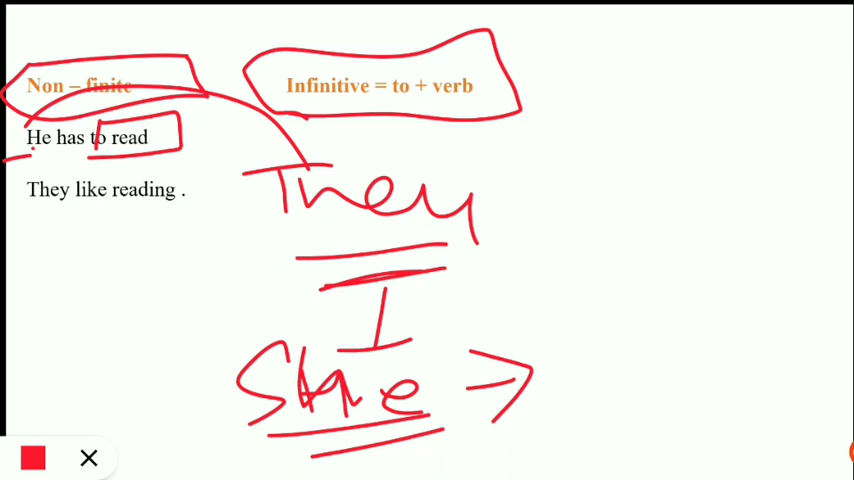 Non – finite Infinitive = to + verb
He has to read
They like reading .
They
I
She